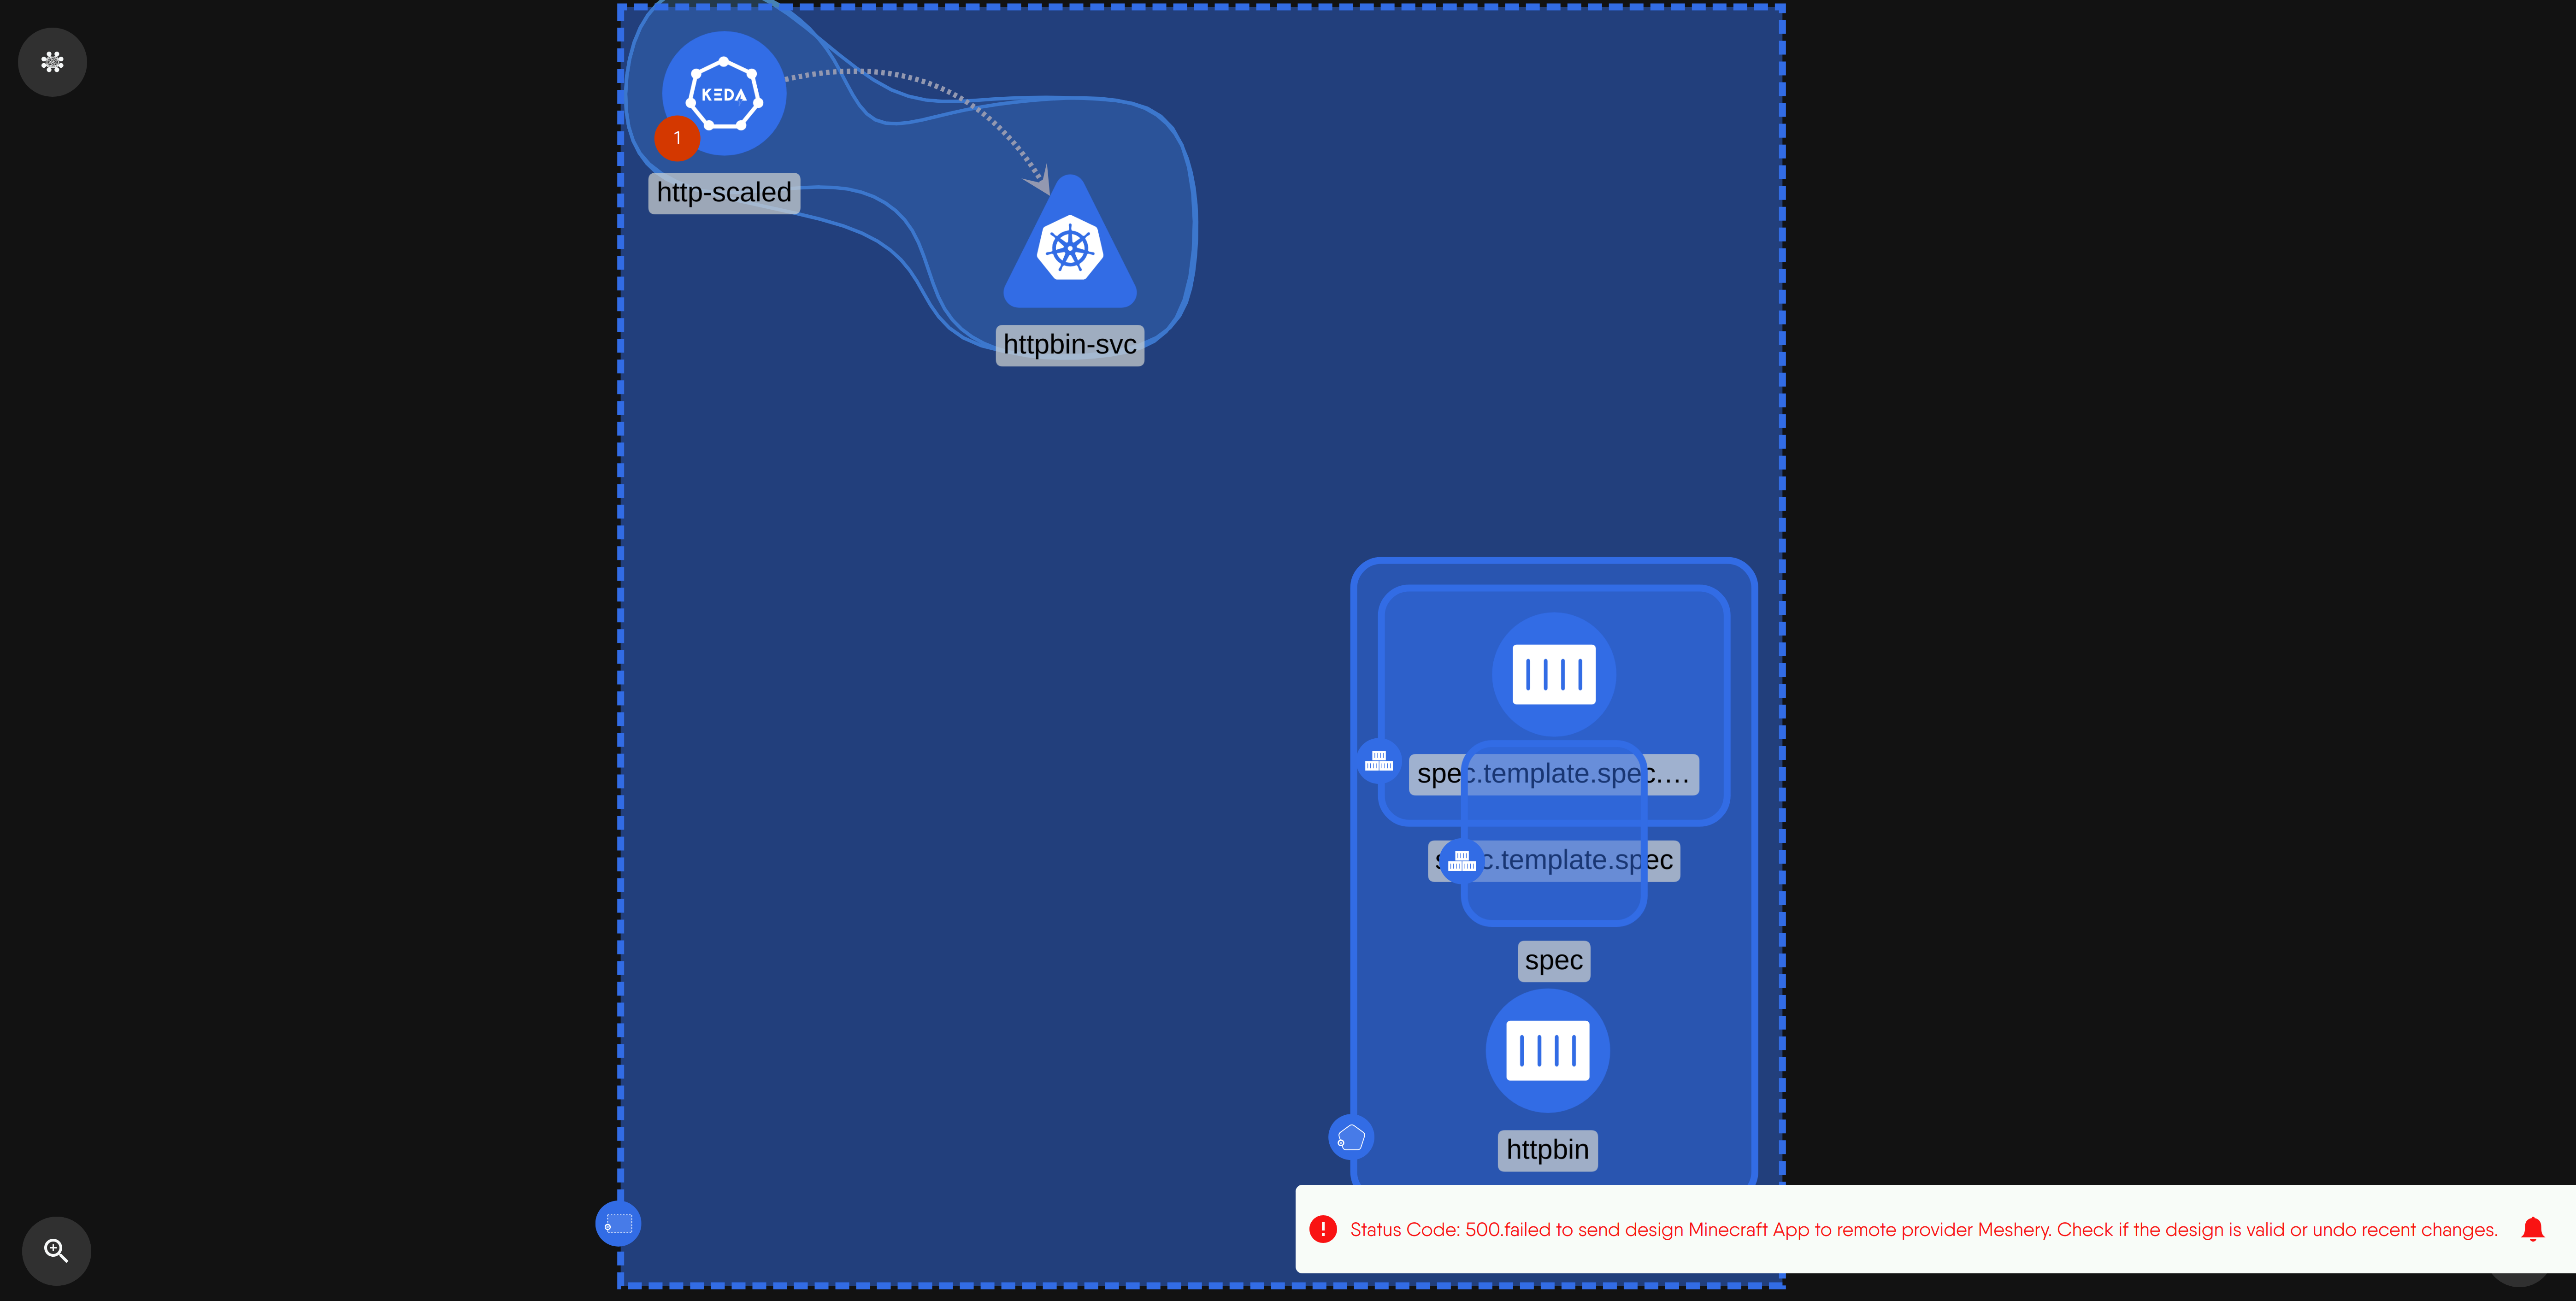 KEDA
1
http-scaled
httpbin-svc
spec.template.spec.…
spec.template.spec
spec
httpbin
Status Code: 500.failed to send design Minecraft App to remote provider Meshery. Check if the design is valid or undo recent changes.